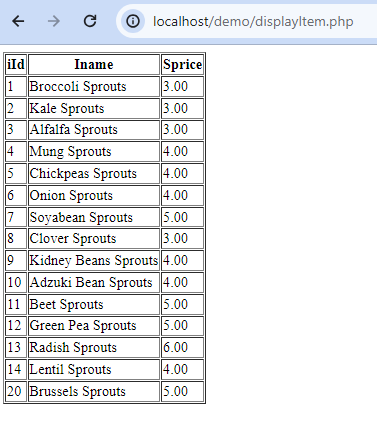 localhost/demo/displayItem.php
iId Iname Sprice
1 Broccoli Sprouts 3.00
2 Kale Sprouts 3.00
3 Alfalfa Sprouts 3.00
4 Mung Sprouts 4.00
5 Chickpeas Sprouts 4.00
6 Onion Sprouts 4.00
7 Soyabean Sprouts 5.00
8 Clover Sprouts 3.00
9 Kidney Beans Sprouts 4.00
10 Adzuki Bean Sprouts 4.00
11 Beet Sprouts 5.00
12 Green Pea Sprouts 5.00
13 Radish Sprouts 6.00
14 Lentil Sprouts 4.00
20 Brussels Sprouts 5.00